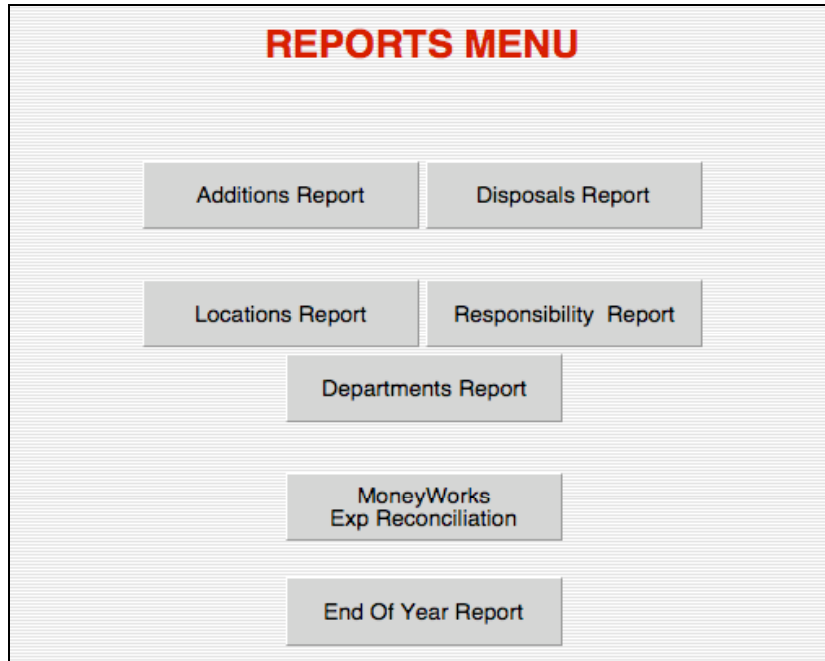 REPORTS MENU
Additions Report
Disposals Report
Locations Report
Responsibility Report
Departments Report
MoneyWorks
Exp Reconciliation
End Of Year Report